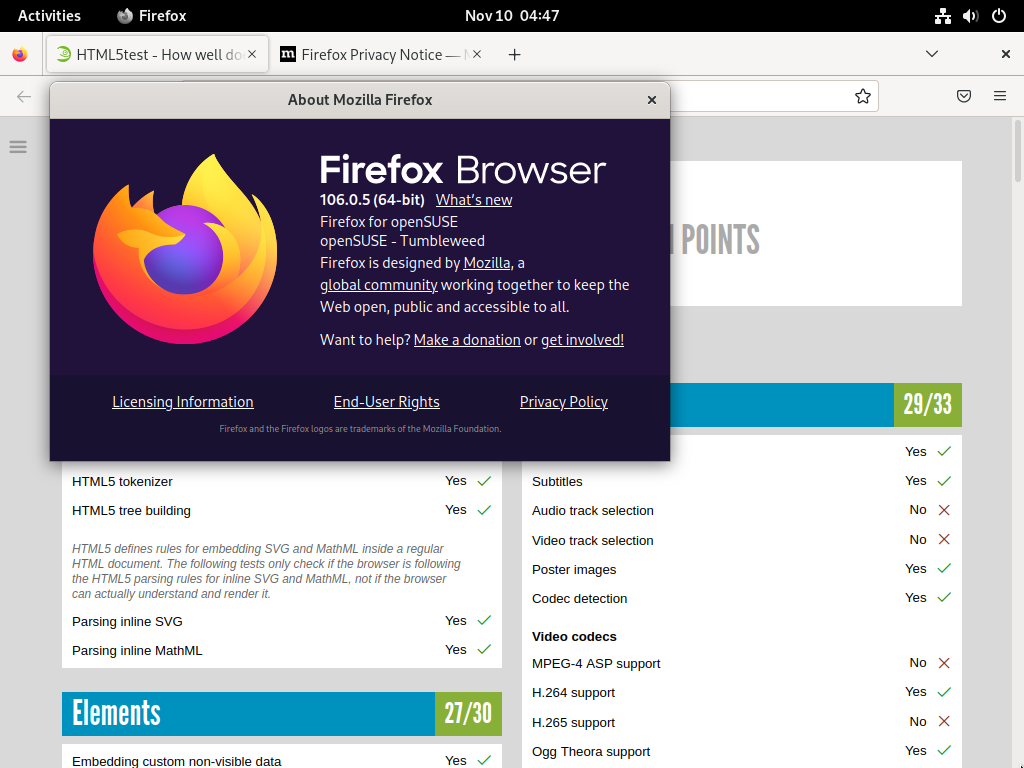 Activities
Firefox
Nov 10 04:47
HTML5test - How well do
Firefox Privacy Notice —
About Mozilla Firefox
Firefox Browser
106.0.5 (64-bit) What's new
Firefox for openSUSE
openSUSE - Tumbleweed
Firefox is designed by Mozilla, a
global community working together to keep the
Web open, public and accessible to all.
Want to help? Make a donation or get involved!
Licensing Information
End-User Rights
Privacy Policy
Firefox and the Firefox logos are trademarks of the Mozilla Foundation.
POINTS
HTML5 tokenizer Yes
HTML5 tree building Yes
HTML5 defines rules for embedding SVG and MathML inside a regular
HTML document. The following tests only check if the browser is following
the HTML5 parsing rules for inline SVG and MathML, not if the browser
can actually understand and render it.
Parsing inline SVG Yes
Parsing inline MathML Yes
Elements 27/30
Embedding custom non-visible data Yes
29/33
Yes
Subtitles Yes
Audio track selection No
Video track selection No
Poster images Yes
Codec detection Yes
Video codecs
MPEG-4 ASP support No
H.264 support Yes
H.265 support No
Ogg Theora support Yes